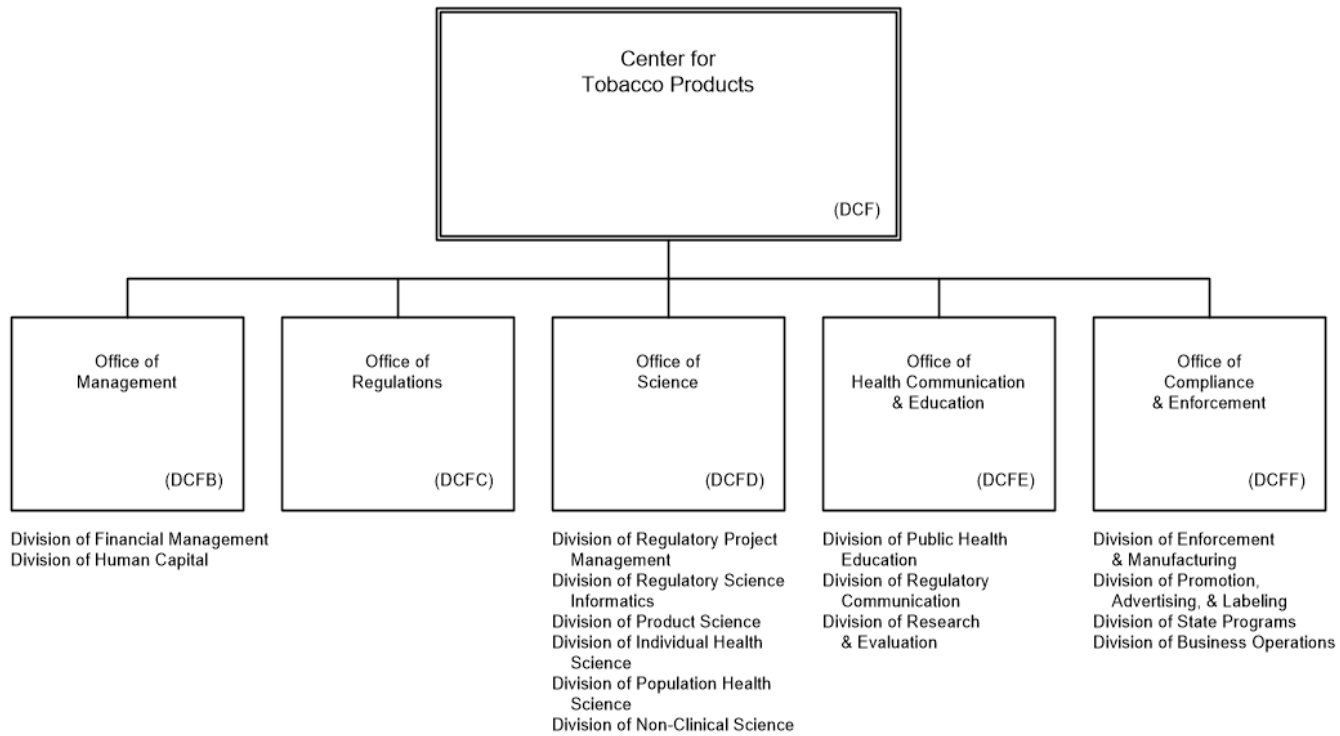 Center for
Tobacco Products
(DCF)
Office of
Management
(DCFB)
Office of
Regulations
(DCFC)
Office of
Science
(DCFD)
Office of
Health Communication
& Education
(DCFE)
Office of
Compliance
& Enforcement
(DCFF)
Division of Financial Management
Division of Human Capital
Division of Regulatory Project
Management
Division of Regulatory Science
Informatics
Division of Product Science
Division of Individual Health
Science
Division of Population Health
Science
Division of Non-Clinical Science
Division of Public Health
Education
Division of Regulatory
Communication
Division of Research
& Evaluation
Division of Enforcement
& Manufacturing
Division of Promotion,
Advertising, & Labeling
Division of State Programs
Division of Business Operations